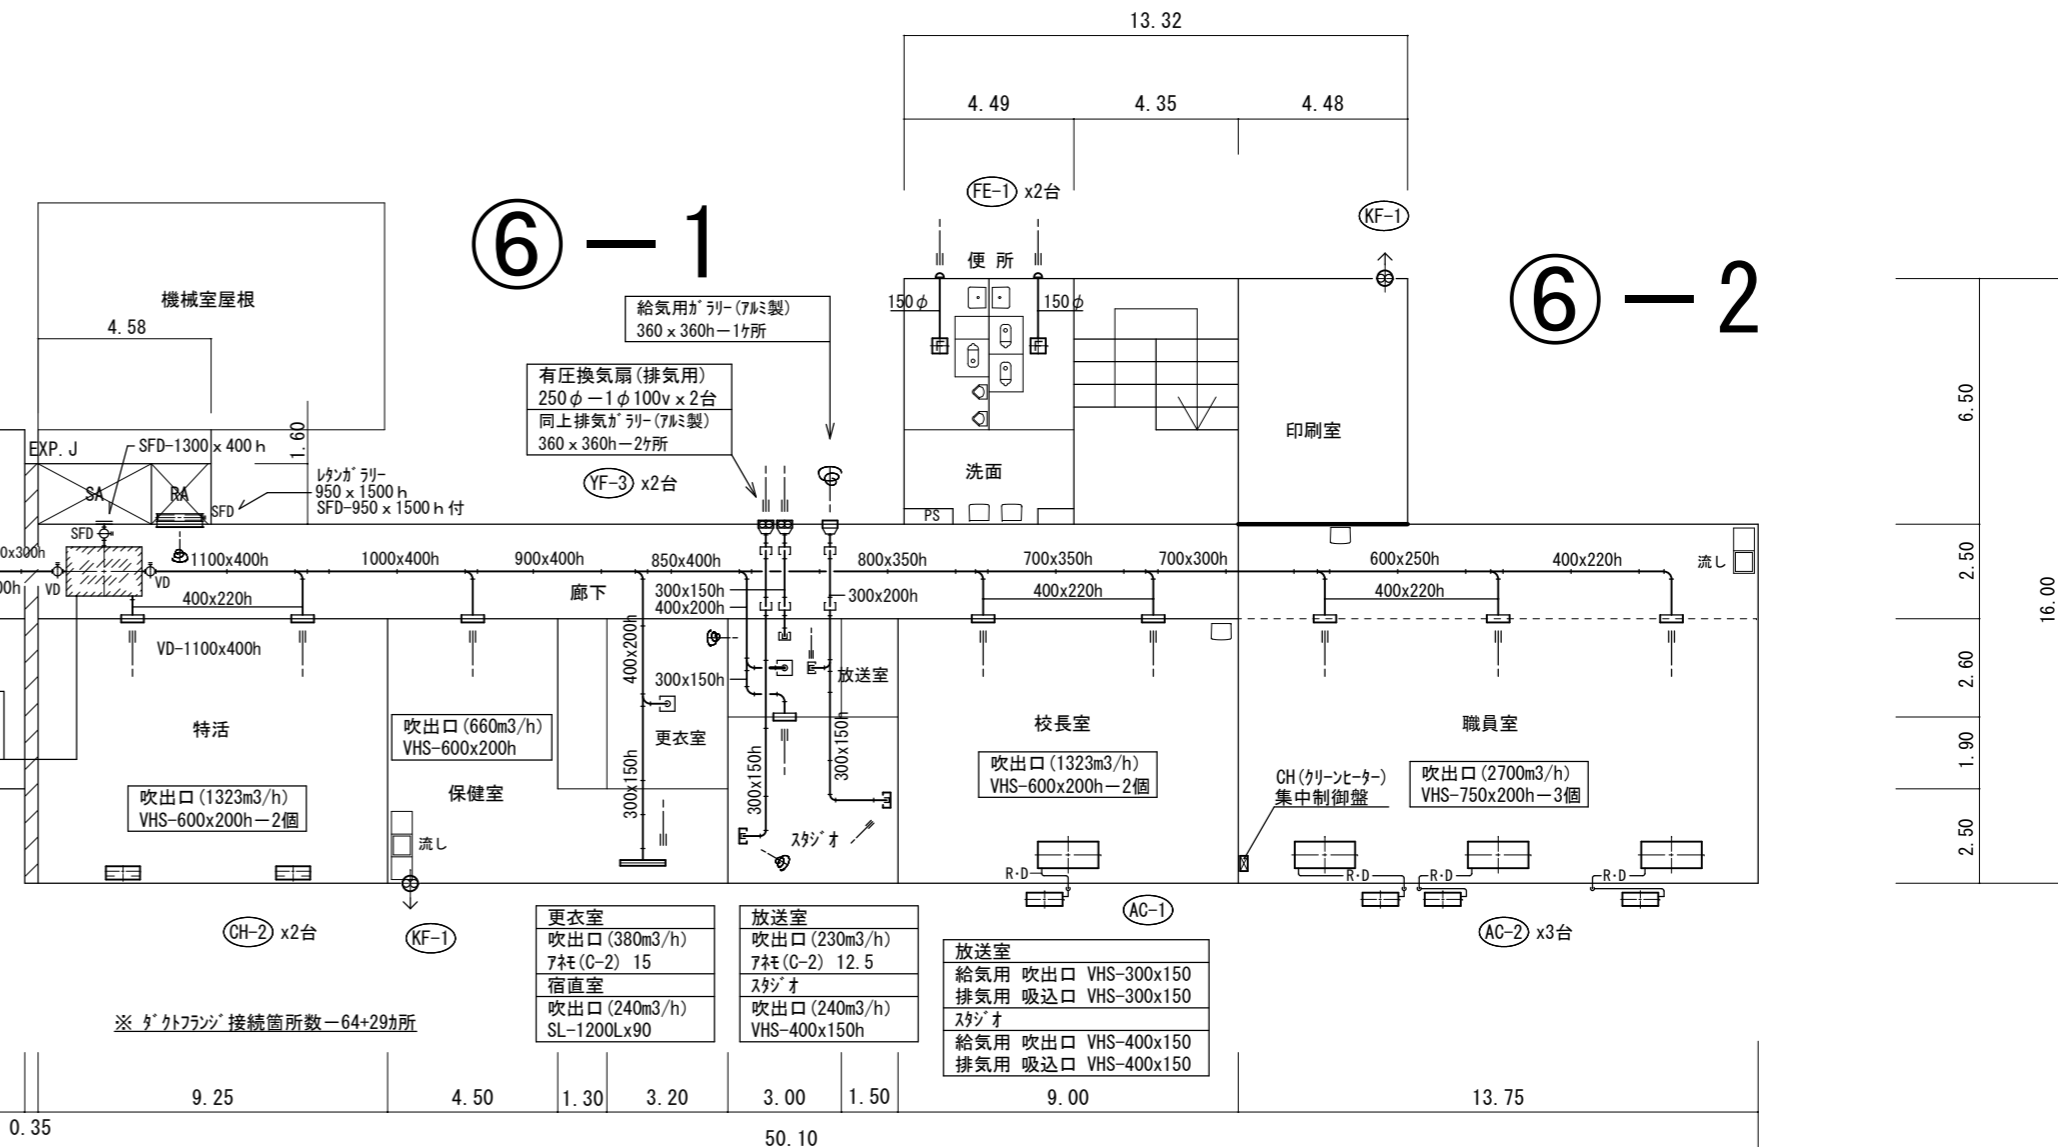 13.32
4.49
4.35
4.48
FE-1 x2台
KF-1
⑥－1
⑥－2
機械室屋根
4.58
1.60
便 所
150φ
150φ
給気用ｶﾞﾗﾘｰ(ｱﾙﾐ製)
360ｘ360h－1ヶ所
有圧換気扇(排気用)
250φ－1φ100v x 2台
同上排気ｶﾞﾗﾘｰ(ｱﾙﾐ製)
360ｘ360h－2ヶ所
YF-3 x2台
印刷室
洗面
PS
EXP.J
SFD-1300ｘ400ｈ
SA
RA
SFD
ﾚﾀﾝｶﾞﾗﾘｰ
950ｘ1500ｈ
SFD-950ｘ1500ｈ付
SFD
0x300h
00h
VD
VD
1100x400h
1000x400h
900x400h
850x400h
800x350h
700x350h
700x300h
600x250h
400x220h
流し
400x220h
廊下
300x150h
400x200h
300x200h
400x220h
400x220h
VD-1100x400h
400x200h
300x150h
放送室
特活
吹出口(660m3/h)
VHS-600x200h
更衣室
校長室
職員室
300x150h
300x150h
300x150h
吹出口(1323m3/h)
VHS-600x200h－2個
保健室
吹出口(1323m3/h)
VHS-600x200h－2個
CH(ｸﾘｰﾝﾋｰﾀｰ)
集中制御盤
吹出口(2700m3/h)
VHS-750x200h－3個
流し
ｽﾀｼﾞｵ
R･D
R･D
R･D
R･D
CH-2 x2台
KF-1
AC-1
AC-2 x3台
更衣室
吹出口(380m3/h)
ｱﾈﾓ(C-2) 15
宿直室
吹出口(240m3/h)
SL-1200Lx90
放送室
吹出口(230m3/h)
ｱﾈﾓ(C-2) 12.5
ｽﾀｼﾞｵ
吹出口(240m3/h)
VHS-400x150h
放送室
給気用 吹出口 VHS-300x150
排気用 吸込口 VHS-300x150
ｽﾀｼﾞｵ
給気用 吹出口 VHS-400x150
排気用 吸込口 VHS-400x150
※ ﾀﾞｸﾄﾌﾗﾝｼﾞ接続箇所数－64+29ｶ所
6.50
2.50
2.60
1.90
2.50
16.00
9.25
4.50
1.30
3.20
3.00
1.50
9.00
13.75
0.35
50.10